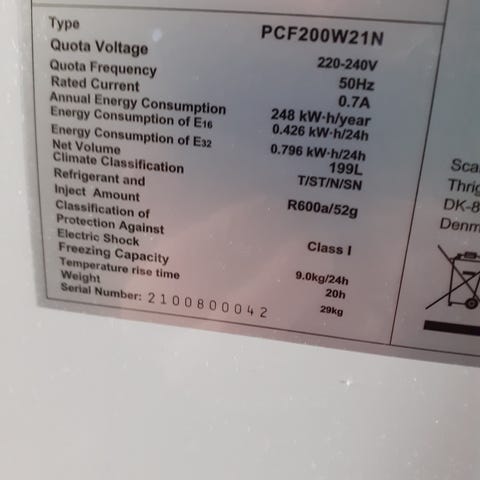 Type PCF200W21N
Quota Voltage 220-240V
Quota Frequency 50Hz
Rated Current 0.7A
Annual Energy Consumption 248 kW·h/year
Energy Consumption of E16 0.426 kW·h/24h
Energy Consumption of E32 0.796 kW·h/24h
Net Volume 199L
Climate Classification T/ST/N/SN
Refrigerant and
Inject Amount R600a/52g
Classification of
Protection Against
Electric Shock Class I
Freezing Capacity 9.0kg/24h
Temperature rise time 20h
Weight 29kg
Serial Number: 2100800042
Sca
Thrig
DK-8
Denm